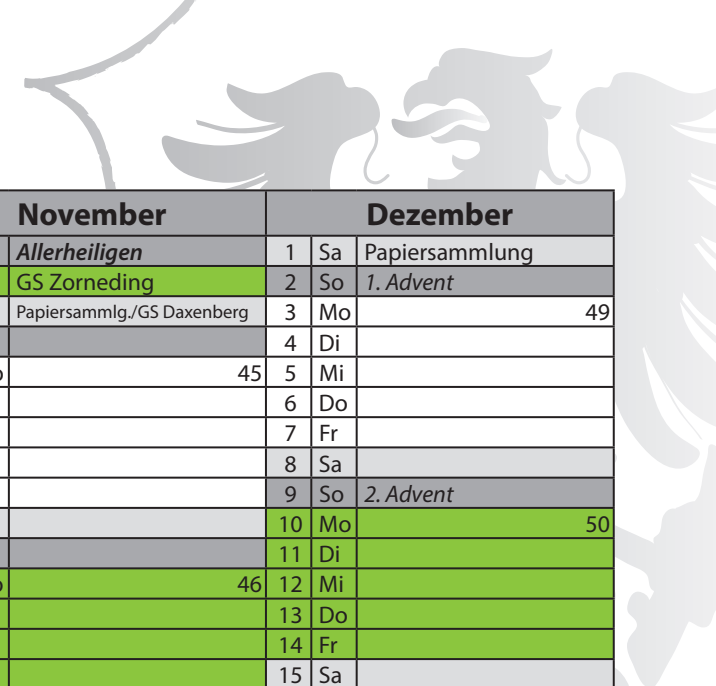 November Dezember
Allerheiligen 1 Sa Papiersammlung
GS Zorneding 2 So 1. Advent
Papiersammlg./GS Daxenberg 3 Mo 49
4 Di
45 5 Mi
6 Do
7 Fr
8 Sa
9 So 2. Advent
10 Mo 50
11 Di
46 12 Mi
13 Do
14 Fr
15 Sa